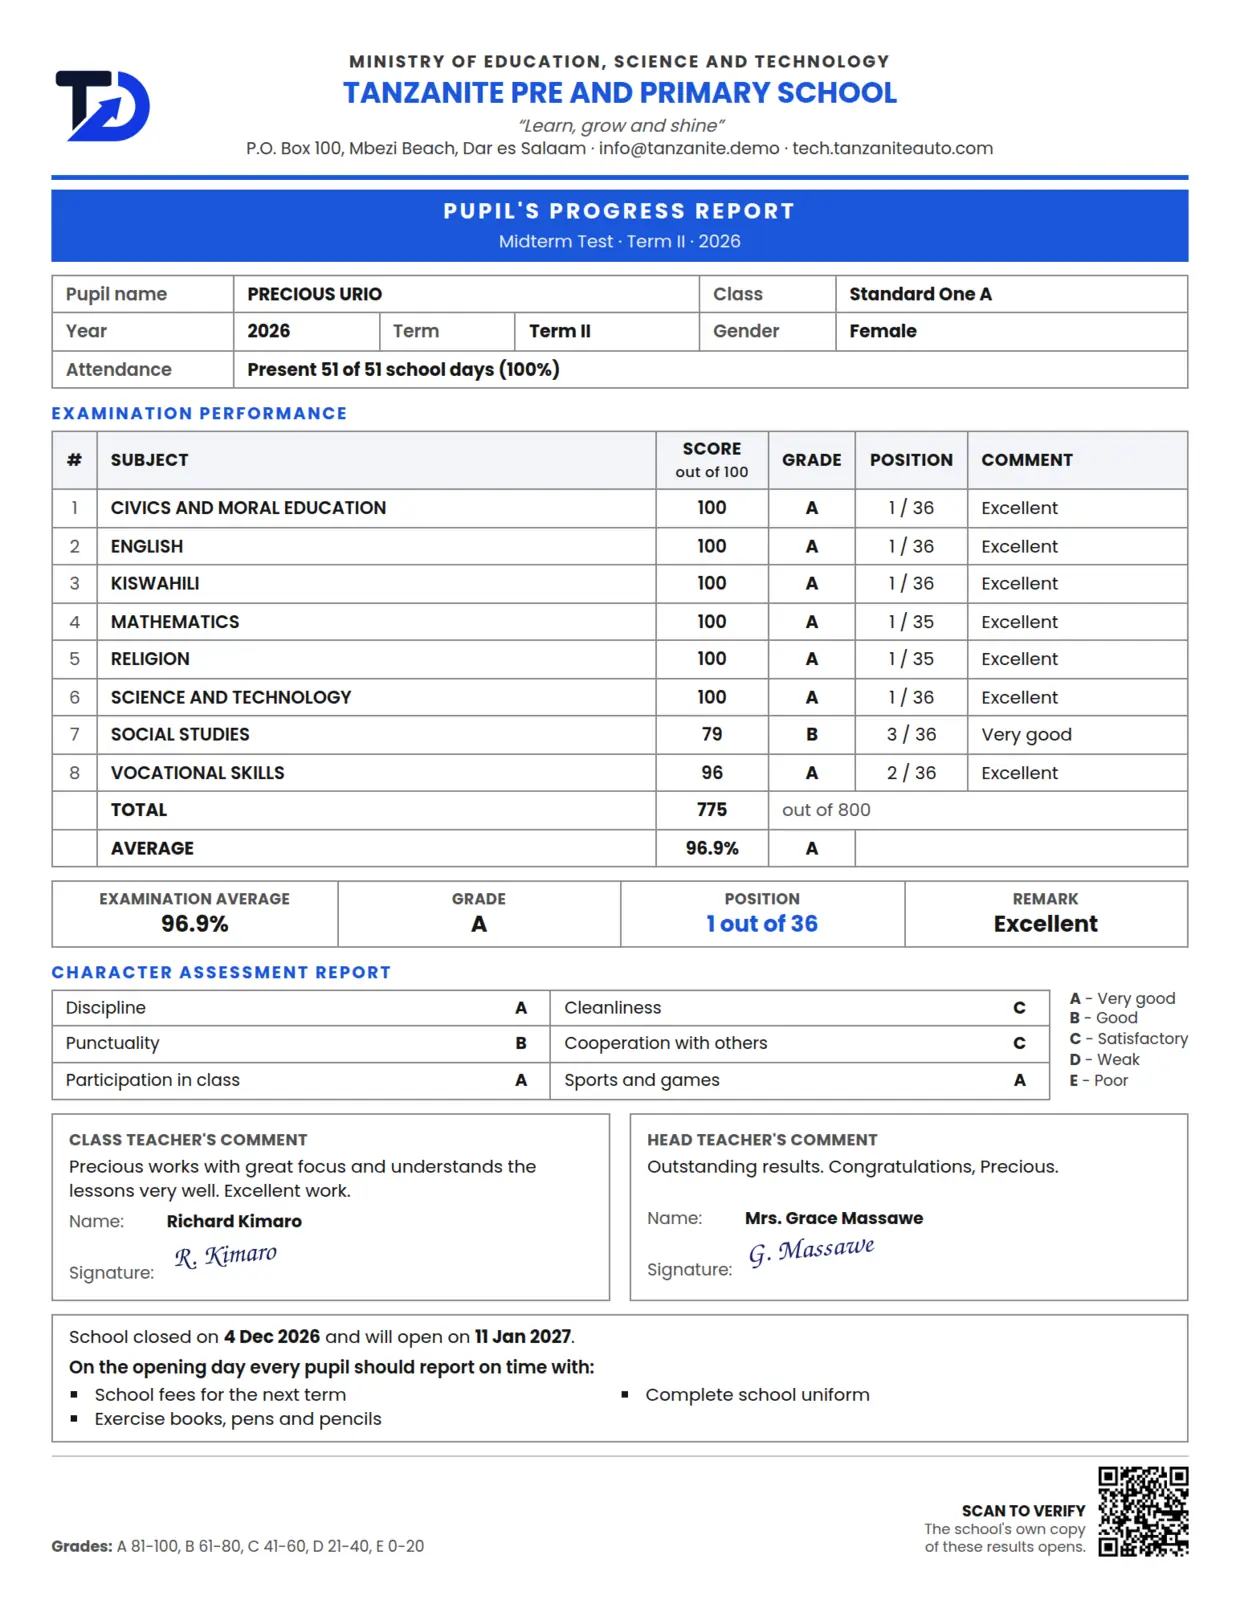 TD
MINISTRY OF EDUCATION, SCIENCE AND TECHNOLOGY
TANZANITE PRE AND PRIMARY SCHOOL
“Learn, grow and shine”
P.O. Box 100, Mbezi Beach, Dar es Salaam · info@tanzanite.demo · tech.tanzaniteauto.com
PUPIL'S PROGRESS REPORT
Midterm Test · Term II · 2026
Pupil name PRECIOUS URIO Class Standard One A
Year 2026 Term Term II Gender Female
Attendance Present 51 of 51 school days (100%)
EXAMINATION PERFORMANCE
# SUBJECT SCORE out of 100 GRADE POSITION COMMENT
1 CIVICS AND MORAL EDUCATION 100 A 1 / 36 Excellent
2 ENGLISH 100 A 1 / 36 Excellent
3 KISWAHILI 100 A 1 / 36 Excellent
4 MATHEMATICS 100 A 1 / 35 Excellent
5 RELIGION 100 A 1 / 35 Excellent
6 SCIENCE AND TECHNOLOGY 100 A 1 / 36 Excellent
7 SOCIAL STUDIES 79 B 3 / 36 Very good
8 VOCATIONAL SKILLS 96 A 2 / 36 Excellent
TOTAL 775 out of 800
AVERAGE 96.9% A
EXAMINATION AVERAGE GRADE POSITION REMARK
96.9% A 1 out of 36 Excellent
CHARACTER ASSESSMENT REPORT
Discipline A Cleanliness C
Punctuality B Cooperation with others C
Participation in class A Sports and games A
A - Very good
B - Good
C - Satisfactory
D - Weak
E - Poor
CLASS TEACHER'S COMMENT
Precious works with great focus and understands the
lessons very well. Excellent work.
Name: Richard Kimaro
Signature: R. Kimaro
HEAD TEACHER'S COMMENT
Outstanding results. Congratulations, Precious.
Name: Mrs. Grace Massawe
Signature: G. Massawe
School closed on 4 Dec 2026 and will open on 11 Jan 2027.
On the opening day every pupil should report on time with:
▪ School fees for the next term
▪ Complete school uniform
▪ Exercise books, pens and pencils
Grades: A 81-100, B 61-80, C 41-60, D 21-40, E 0-20
SCAN TO VERIFY
The school's own copy
of these results opens.